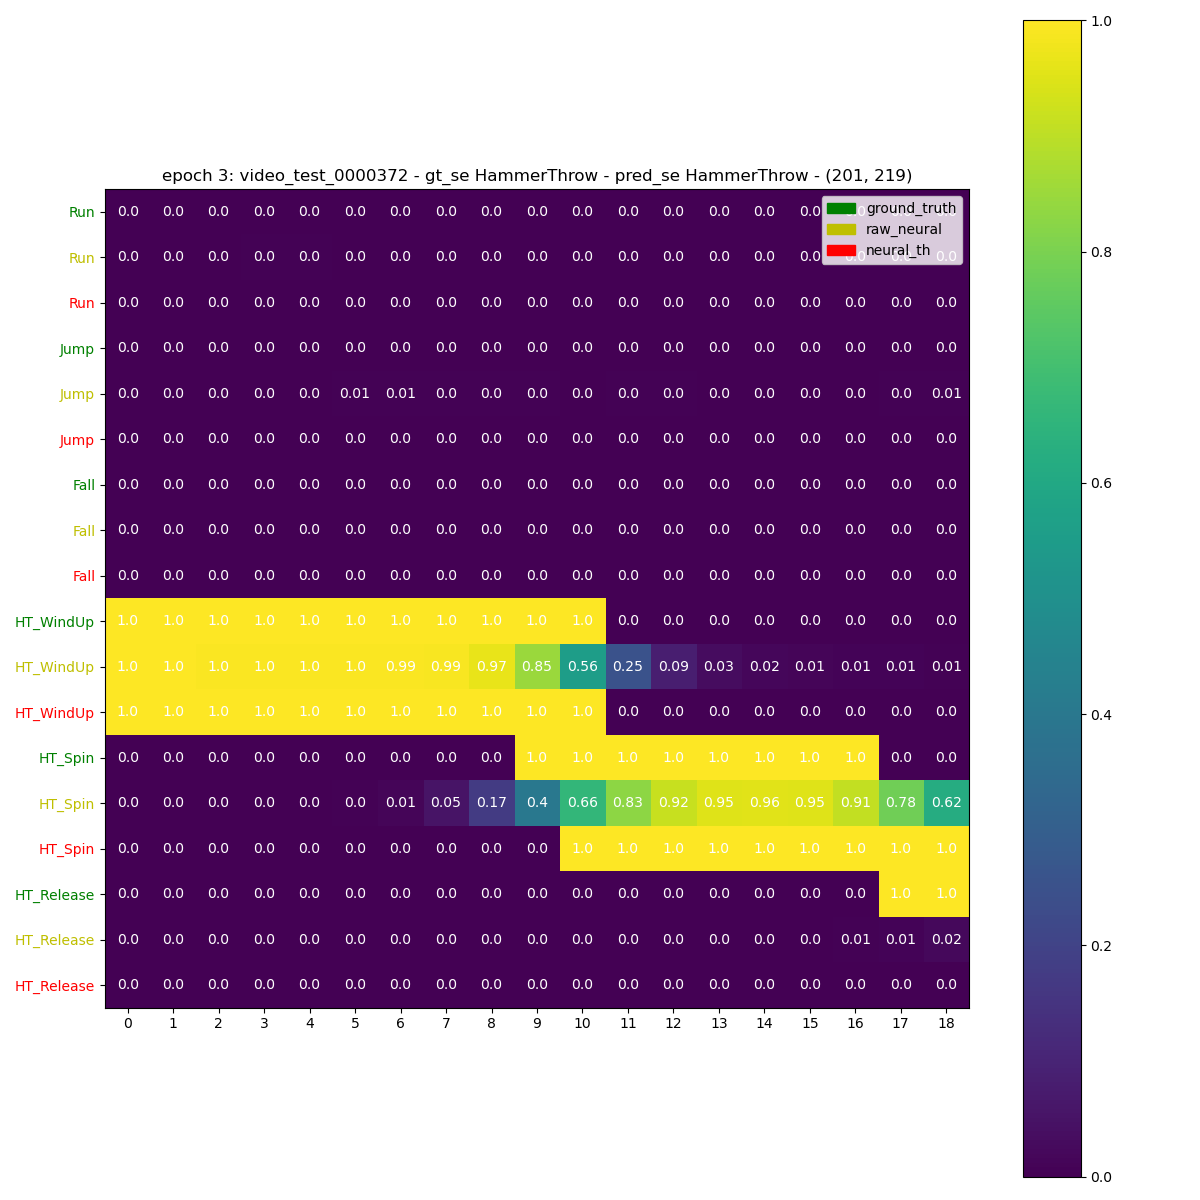 epoch 3: video_test_0000372 - gt_se HammerThrow - pred_se HammerThrow - (201, 219)
ground_truth
raw_neural
neural_th
Run 0.0 0.0 0.0 0.0 0.0 0.0 0.0 0.0 0.0 0.0 0.0 0.0 0.0 0.0 0.0 0.0
Run 0.0 0.0 0.0 0.0 0.0 0.0 0.0 0.0 0.0 0.0 0.0 0.0 0.0 0.0 0.0 0.0
Run 0.0 0.0 0.0 0.0 0.0 0.0 0.0 0.0 0.0 0.0 0.0 0.0 0.0 0.0 0.0 0.0 0.0 0.0 0.0
Jump 0.0 0.0 0.0 0.0 0.0 0.0 0.0 0.0 0.0 0.0 0.0 0.0 0.0 0.0 0.0 0.0 0.0 0.0 0.0
Jump 0.0 0.0 0.0 0.0 0.0 0.01 0.01 0.0 0.0 0.0 0.0 0.0 0.0 0.0 0.0 0.0 0.0 0.0 0.01
Jump 0.0 0.0 0.0 0.0 0.0 0.0 0.0 0.0 0.0 0.0 0.0 0.0 0.0 0.0 0.0 0.0 0.0 0.0 0.0
Fall 0.0 0.0 0.0 0.0 0.0 0.0 0.0 0.0 0.0 0.0 0.0 0.0 0.0 0.0 0.0 0.0 0.0 0.0 0.0
Fall 0.0 0.0 0.0 0.0 0.0 0.0 0.0 0.0 0.0 0.0 0.0 0.0 0.0 0.0 0.0 0.0 0.0 0.0 0.0
Fall 0.0 0.0 0.0 0.0 0.0 0.0 0.0 0.0 0.0 0.0 0.0 0.0 0.0 0.0 0.0 0.0 0.0 0.0 0.0
HT_WindUp 1.0 1.0 1.0 1.0 1.0 1.0 1.0 1.0 1.0 1.0 1.0 0.0 0.0 0.0 0.0 0.0 0.0 0.0 0.0
HT_WindUp 1.0 1.0 1.0 1.0 1.0 1.0 0.99 0.99 0.97 0.85 0.56 0.25 0.09 0.03 0.02 0.01 0.01 0.01 0.01
HT_WindUp 1.0 1.0 1.0 1.0 1.0 1.0 1.0 1.0 1.0 1.0 1.0 0.0 0.0 0.0 0.0 0.0 0.0 0.0 0.0
HT_Spin 0.0 0.0 0.0 0.0 0.0 0.0 0.0 0.0 0.0 1.0 1.0 1.0 1.0 1.0 1.0 1.0 1.0 0.0 0.0
HT_Spin 0.0 0.0 0.0 0.0 0.0 0.0 0.01 0.05 0.17 0.4 0.66 0.83 0.92 0.95 0.96 0.95 0.91 0.78 0.62
HT_Spin 0.0 0.0 0.0 0.0 0.0 0.0 0.0 0.0 0.0 0.0 1.0 1.0 1.0 1.0 1.0 1.0 1.0 1.0 1.0
HT_Release 0.0 0.0 0.0 0.0 0.0 0.0 0.0 0.0 0.0 0.0 0.0 0.0 0.0 0.0 0.0 0.0 0.0 1.0 1.0
HT_Release 0.0 0.0 0.0 0.0 0.0 0.0 0.0 0.0 0.0 0.0 0.0 0.0 0.0 0.0 0.0 0.0 0.01 0.01 0.02
HT_Release 0.0 0.0 0.0 0.0 0.0 0.0 0.0 0.0 0.0 0.0 0.0 0.0 0.0 0.0 0.0 0.0 0.0 0.0 0.0
0 1 2 3 4 5 6 7 8 9 10 11 12 13 14 15 16 17 18
1.0
0.8
0.6
0.4
0.2
0.0